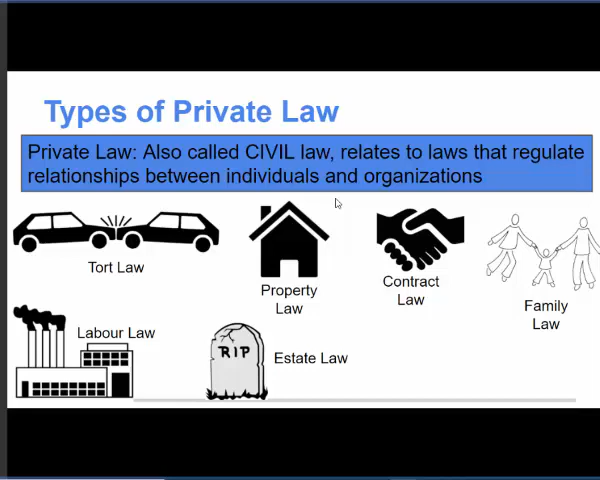 Types of Private Law
Private Law: Also called CIVIL law, relates to laws that regulate
relationships between individuals and organizations
Tort Law
Property
Law
Contract
Law
Family
Law
Labour Law
RIP
Estate Law